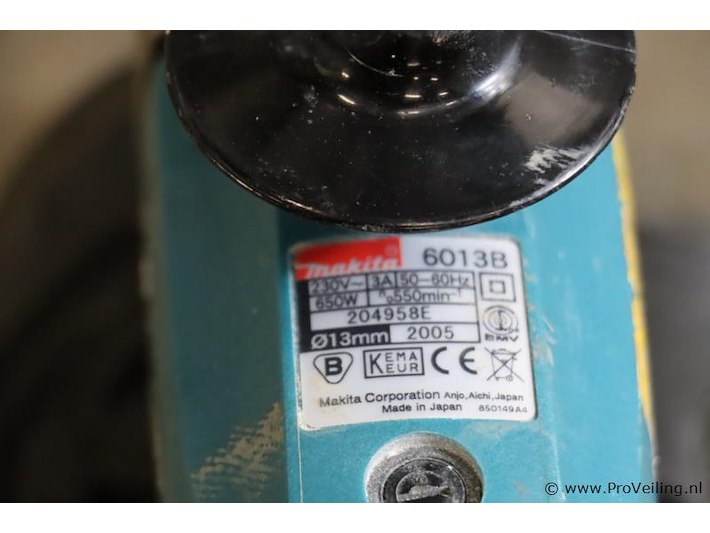 makita® 6013B
230V~ 3A 50-60Hz
650W n₀550min⁻¹
204958E
Ø13mm 2005
EMV
B KEMA KEUR CE
Makita Corporation Anjo, Aichi, Japan
Made in Japan 850149A4
© www.ProVeiling.nl